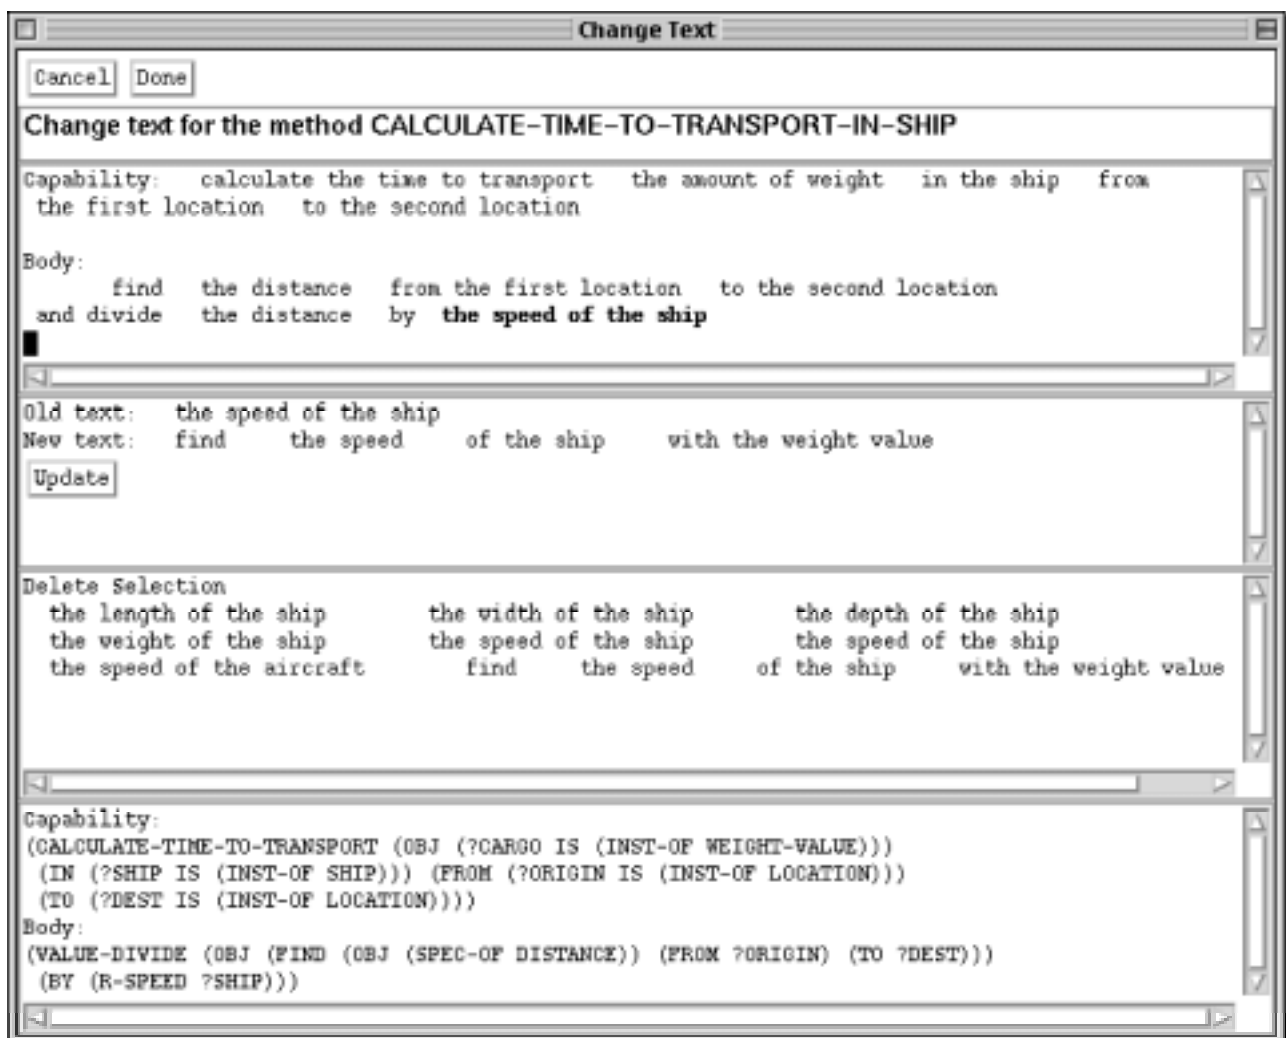 Change Text
Cancel Done
Change text for the method CALCULATE-TIME-TO-TRANSPORT-IN-SHIP
Capability: calculate the time to transport the amount of weight in the ship from
the first location to the second location
Body:
find the distance from the first location to the second location
and divide the distance by the speed of the ship
Old text: the speed of the ship
New text: find the speed of the ship with the weight value
Update
Delete Selection
the length of the ship the width of the ship the depth of the ship
the weight of the ship the speed of the ship the speed of the ship
the speed of the aircraft find the speed of the ship with the weight value
Capability:
(CALCULATE-TIME-TO-TRANSPORT (OBJ (?CARGO IS (INST-OF WEIGHT-VALUE)))
(IN (?SHIP IS (INST-OF SHIP))) (FROM (?ORIGIN IS (INST-OF LOCATION)))
(TO (?DEST IS (INST-OF LOCATION))))
Body:
(VALUE-DIVIDE (OBJ (FIND (OBJ (SPEC-OF DISTANCE)) (FROM ?ORIGIN) (TO ?DEST)))
(BY (R-SPEED ?SHIP)))